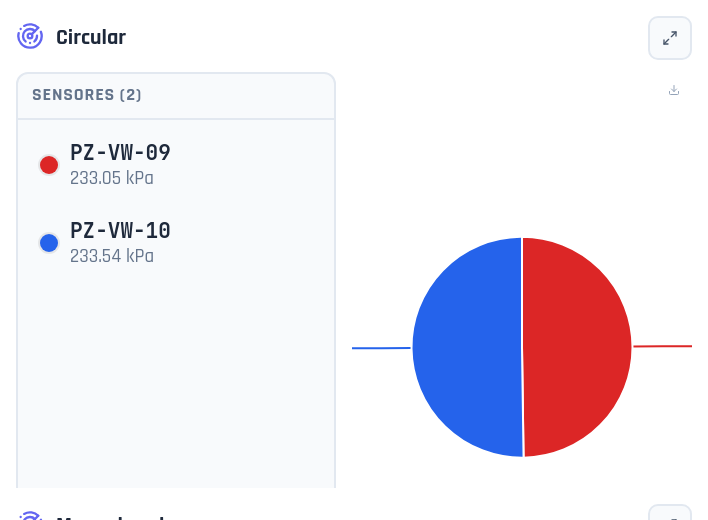 Circular
SENSORES (2)
PZ-VW-09
233.05 kPa
PZ-VW-10
233.54 kPa